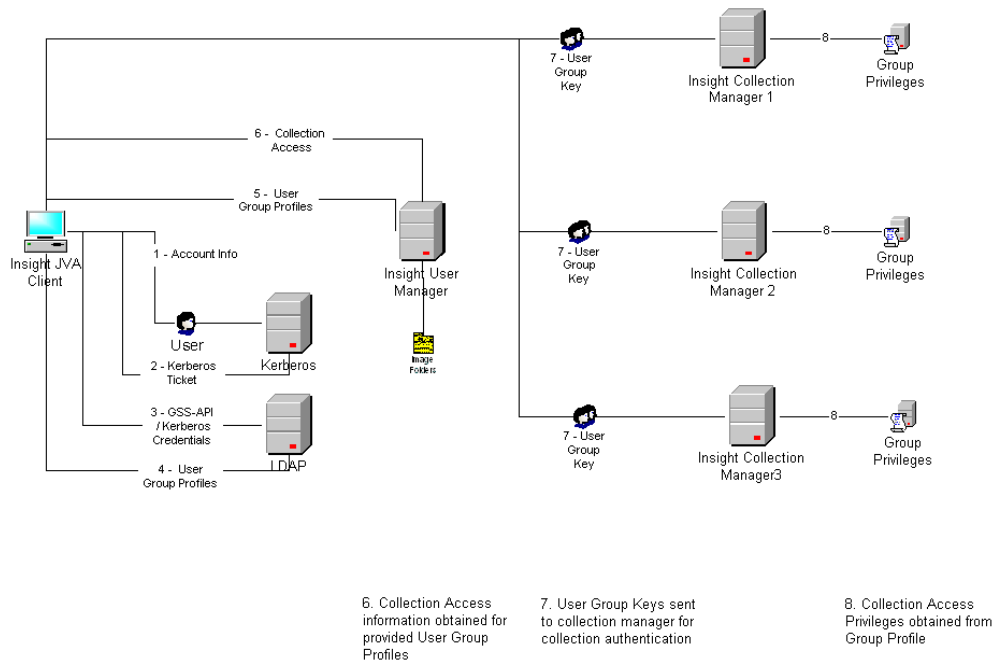 7 - User
Group
Key
Insight Collection
Manager 1
8
Group
Privileges
6 - Collection
Access
5 - User
Group Profiles
Insight JVA
Client
1 - Account Info
Insight User
Manager
7 - User
Group
Key
Insight Collection
Manager 2
8
Group
Privileges
User
Kerberos
2 - Kerberos
Ticket
Image
Folders
3 - GSS-API
/ Kerberos
Credentials
LDAP
4 - User
Group Profiles
7 - User
Group
Key
Insight Collection
Manager3
8
Group
Privileges
6. Collection Access
information obtained for
provided User Group
Profiles
7. User Group Keys sent
to collection manager for
collection authentication
8. Collection Access
Privileges obtained from
Group Profile